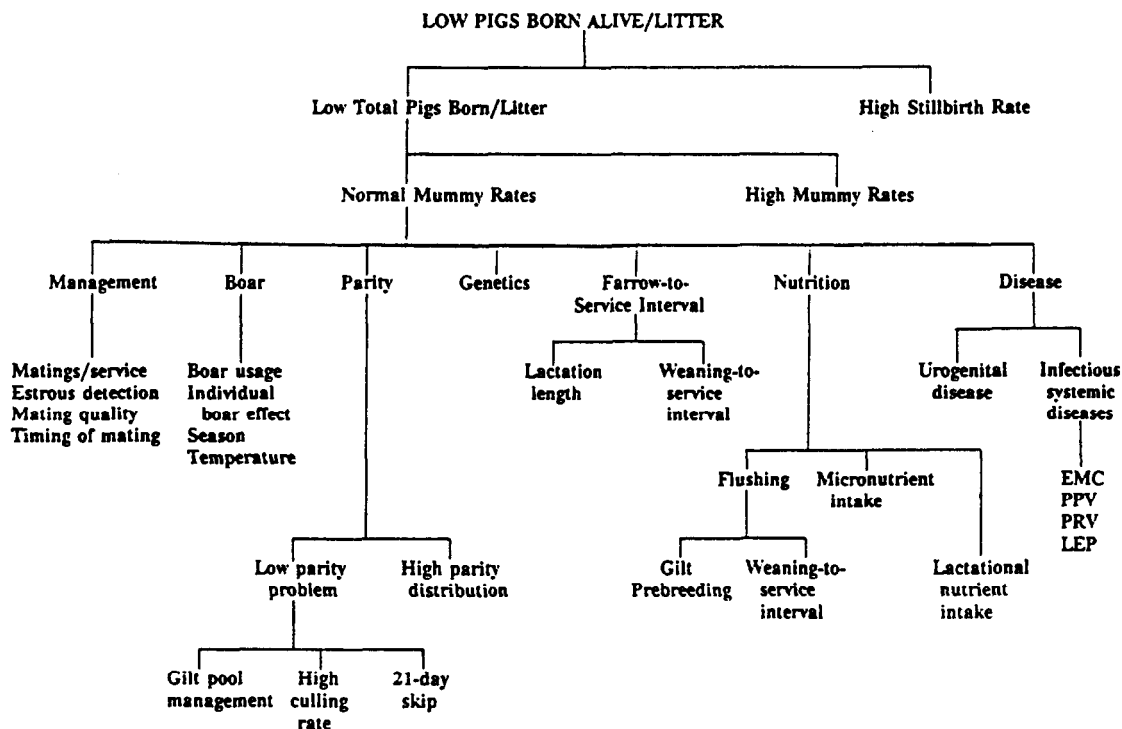 LOW PIGS BORN ALIVE/LITTER
Low Total Pigs Born/Litter
High Stillbirth Rate
Normal Mummy Rates
High Mummy Rates
Management
Boar
Parity
Genetics
Farrow-to-
Service Interval
Nutrition
Disease
Matings/service
Estrous detection
Mating quality
Timing of mating
Boar usage
Individual
boar effect
Season
Temperature
Lactation
length
Weaning-to-
service
interval
Urogenital
disease
Infectious
systemic
diseases
EMC
PPV
PRV
LEP
Flushing
Micronutrient
intake
Low parity
problem
High parity
distribution
Gilt
Prebreeding
Weaning-to-
service
interval
Lactational
nutrient
intake
Gilt pool
management
High
culling
rate
21-day
skip